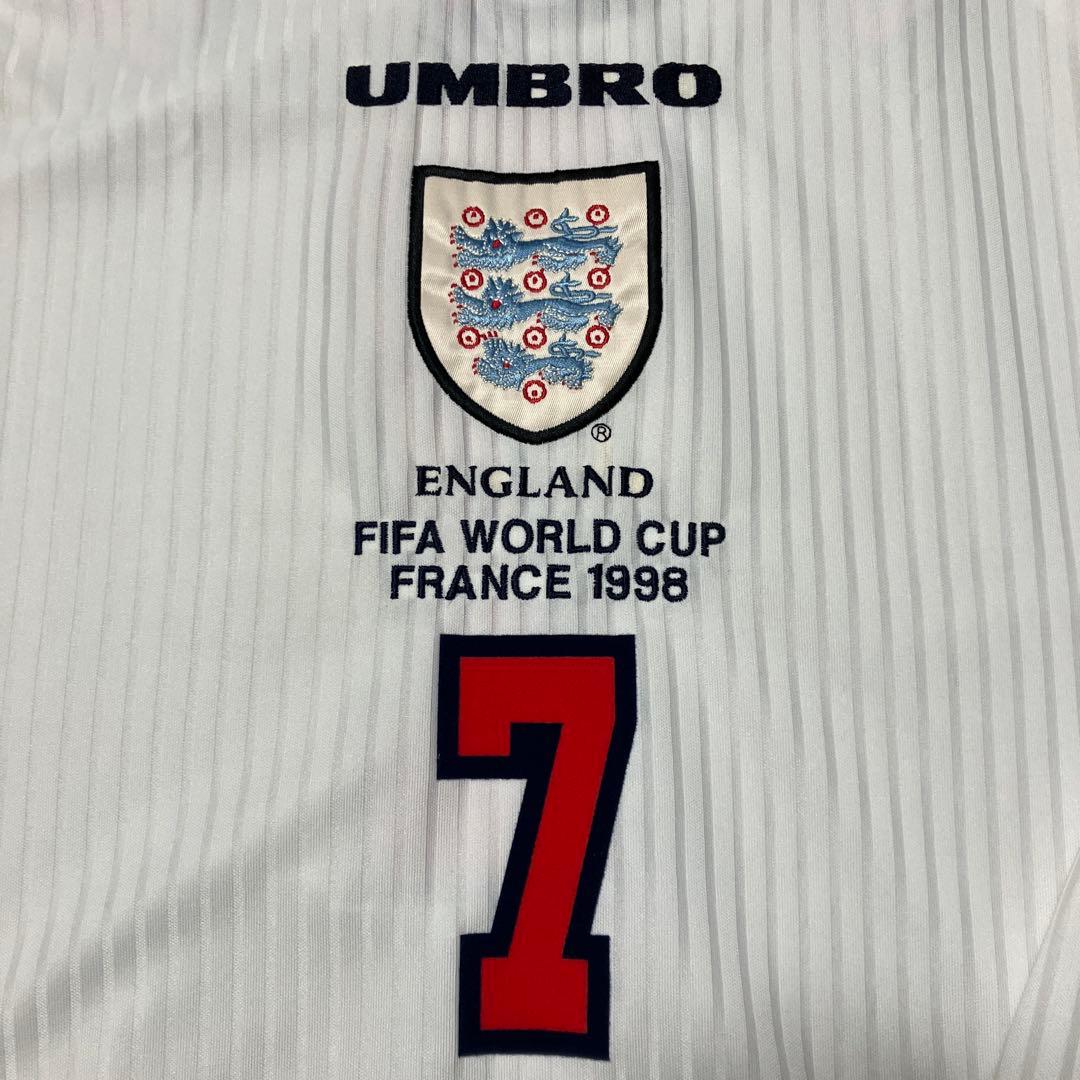 UMBRO
®
ENGLAND
FIFA WORLD CUP
FRANCE 1998
7